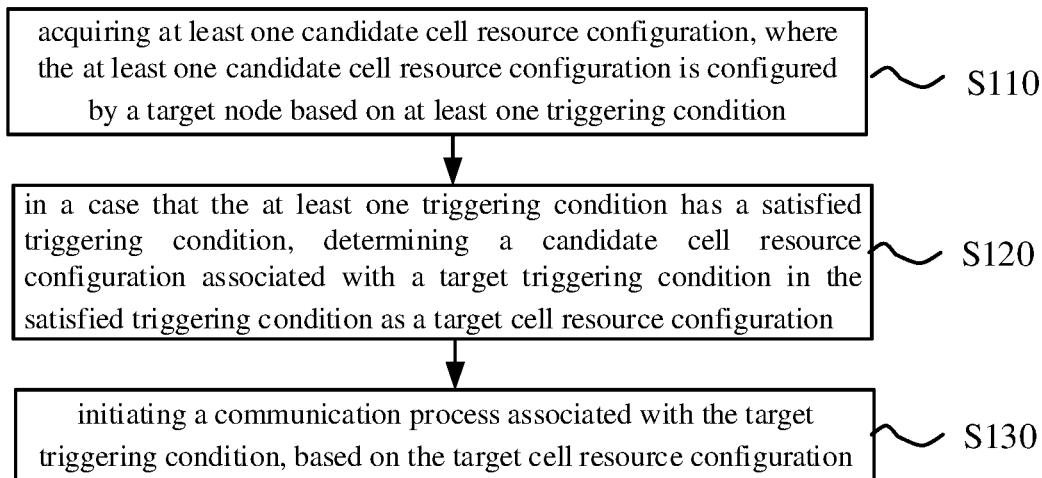 acquiring at least one candidate cell resource configuration, where
the at least one candidate cell resource configuration is configured
by a target node based on at least one triggering condition
S110
in a case that the at least one triggering condition has a satisfied
triggering condition, determining a candidate cell resource
configuration associated with a target triggering condition in the
satisfied triggering condition as a target cell resource configuration
S120
initiating a communication process associated with the target
triggering condition, based on the target cell resource configuration
S130